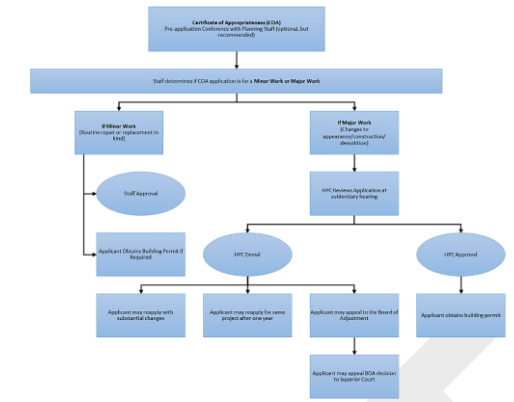 Certificate of Appropriateness (COA)
Pre-application Conference with Planning Staff (optional, but
recommended)
Staff determines if COA application is for a Minor Work or Major Work
If Minor Work
(Routine repair or replacement in
kind)
If Major Work
(Changes to
appearance/construction/
demolition)
Staff Approval
HPC Reviews Application at
evidentiary hearing
Applicant Obtains Building Permit if
Required
HPC Denial
HPC Approval
Applicant may reapply with
substantial changes
Applicant may reapply for same
project after one year
Applicant may appeal to the Board of
Adjustment
Applicant obtains building permit
Applicant may appeal BOA decision
to Superior Court